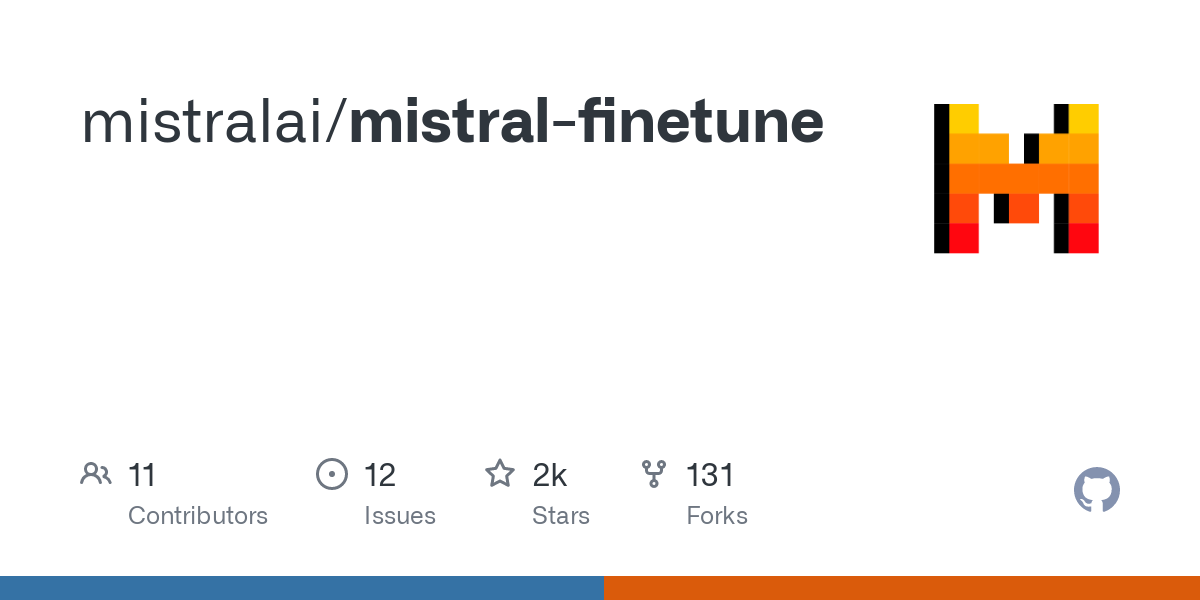 mistralai/mistral-finetune
11 12 2k 131
Contributors Issues Stars Forks